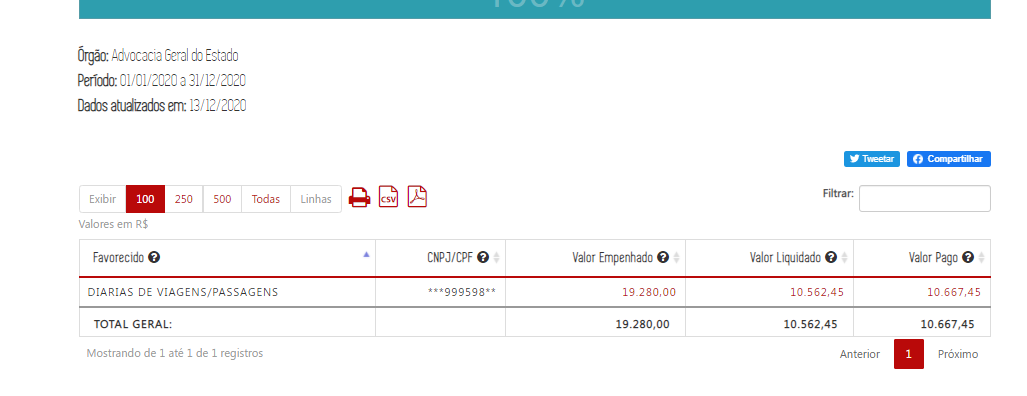 100%
Órgão: Advocacia Geral do Estado
Período: 01/01/2020 a 31/12/2020
Dados atualizados em: 13/12/2020
Tweetar Compartilhar
Exibir 100 250 500 Todas Linhas CSV Filtrar:
Valores em R$
Favorecido ? CNPJ/CPF ? Valor Empenhado ? Valor Liquidado ? Valor Pago ?
DIARIAS DE VIAGENS/PASSAGENS ***999598** 19.280,00 10.562,45 10.667,45
TOTAL GERAL: 19.280,00 10.562,45 10.667,45
Mostrando de 1 até 1 de 1 registros Anterior 1 Próximo